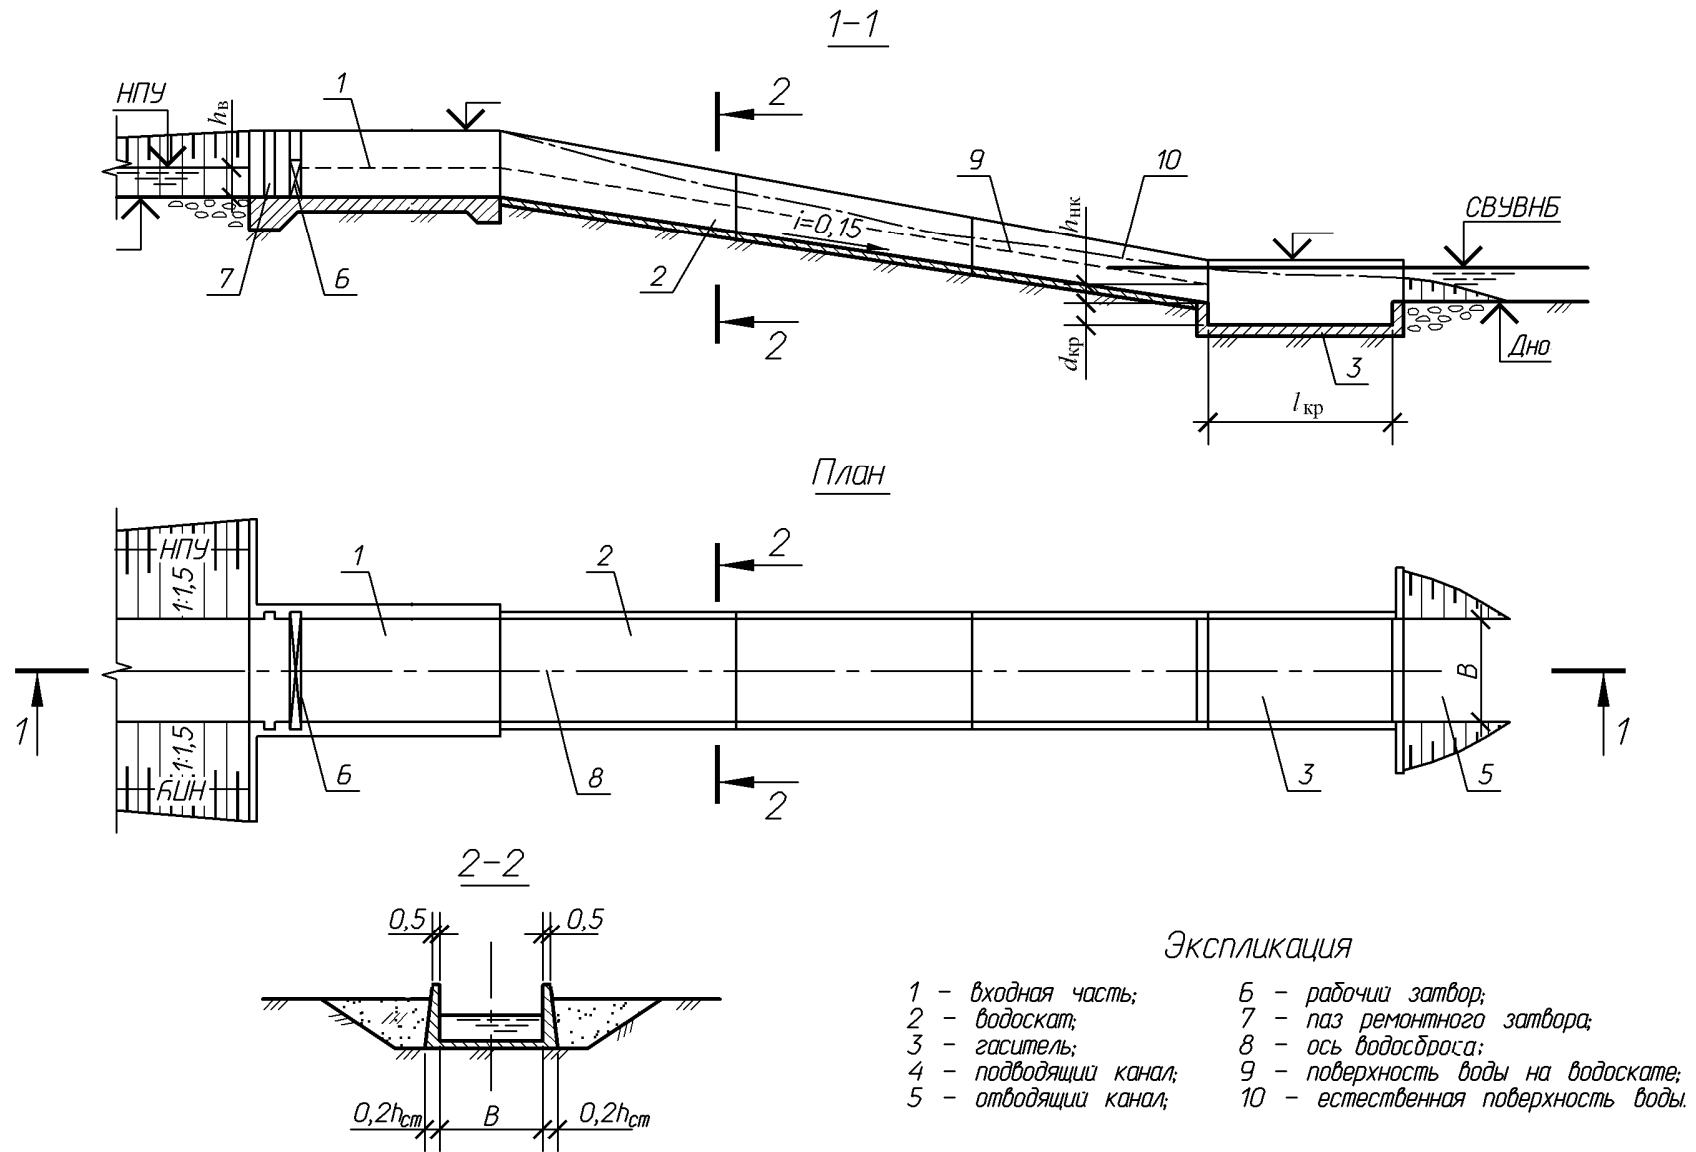 1-1
НПУ
hв
1
2
9
10
hнк
СВУВНБ
i=0,15
7
6
2
2
dкр
3
Дно
lкр
План
НПУ
1:1,5
1
2
2
1
В
1
1:1,5
НПУ
6
8
2
3
5
2-2
0,5
0,5
0,2hст
В
0,2hст
Экспликация
1 - входная часть;
2 - водоскат;
3 - гаситель;
4 - подводящий канал;
5 - отводящий канал;
6 - рабочий затвор;
7 - паз ремонтного затвора;
8 - ось водосброса;
9 - поверхность воды на водоскате;
10 - естественная поверхность воды.